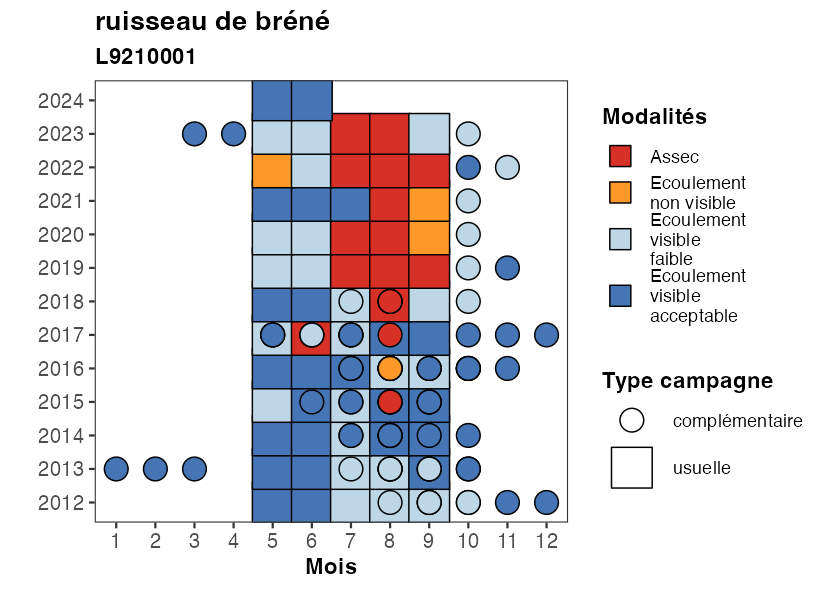 ruisseau de bréné
L9210001
2024
2023
2022
2021
2020
2019
2018
2017
2016
2015
2014
2013
2012
1 2 3 4 5 6 7 8 9 10 11 12
Mois
Modalités
Assec
Ecoulement
non visible
Ecoulement
visible
faible
Ecoulement
visible
acceptable
Type campagne
complémentaire
usuelle